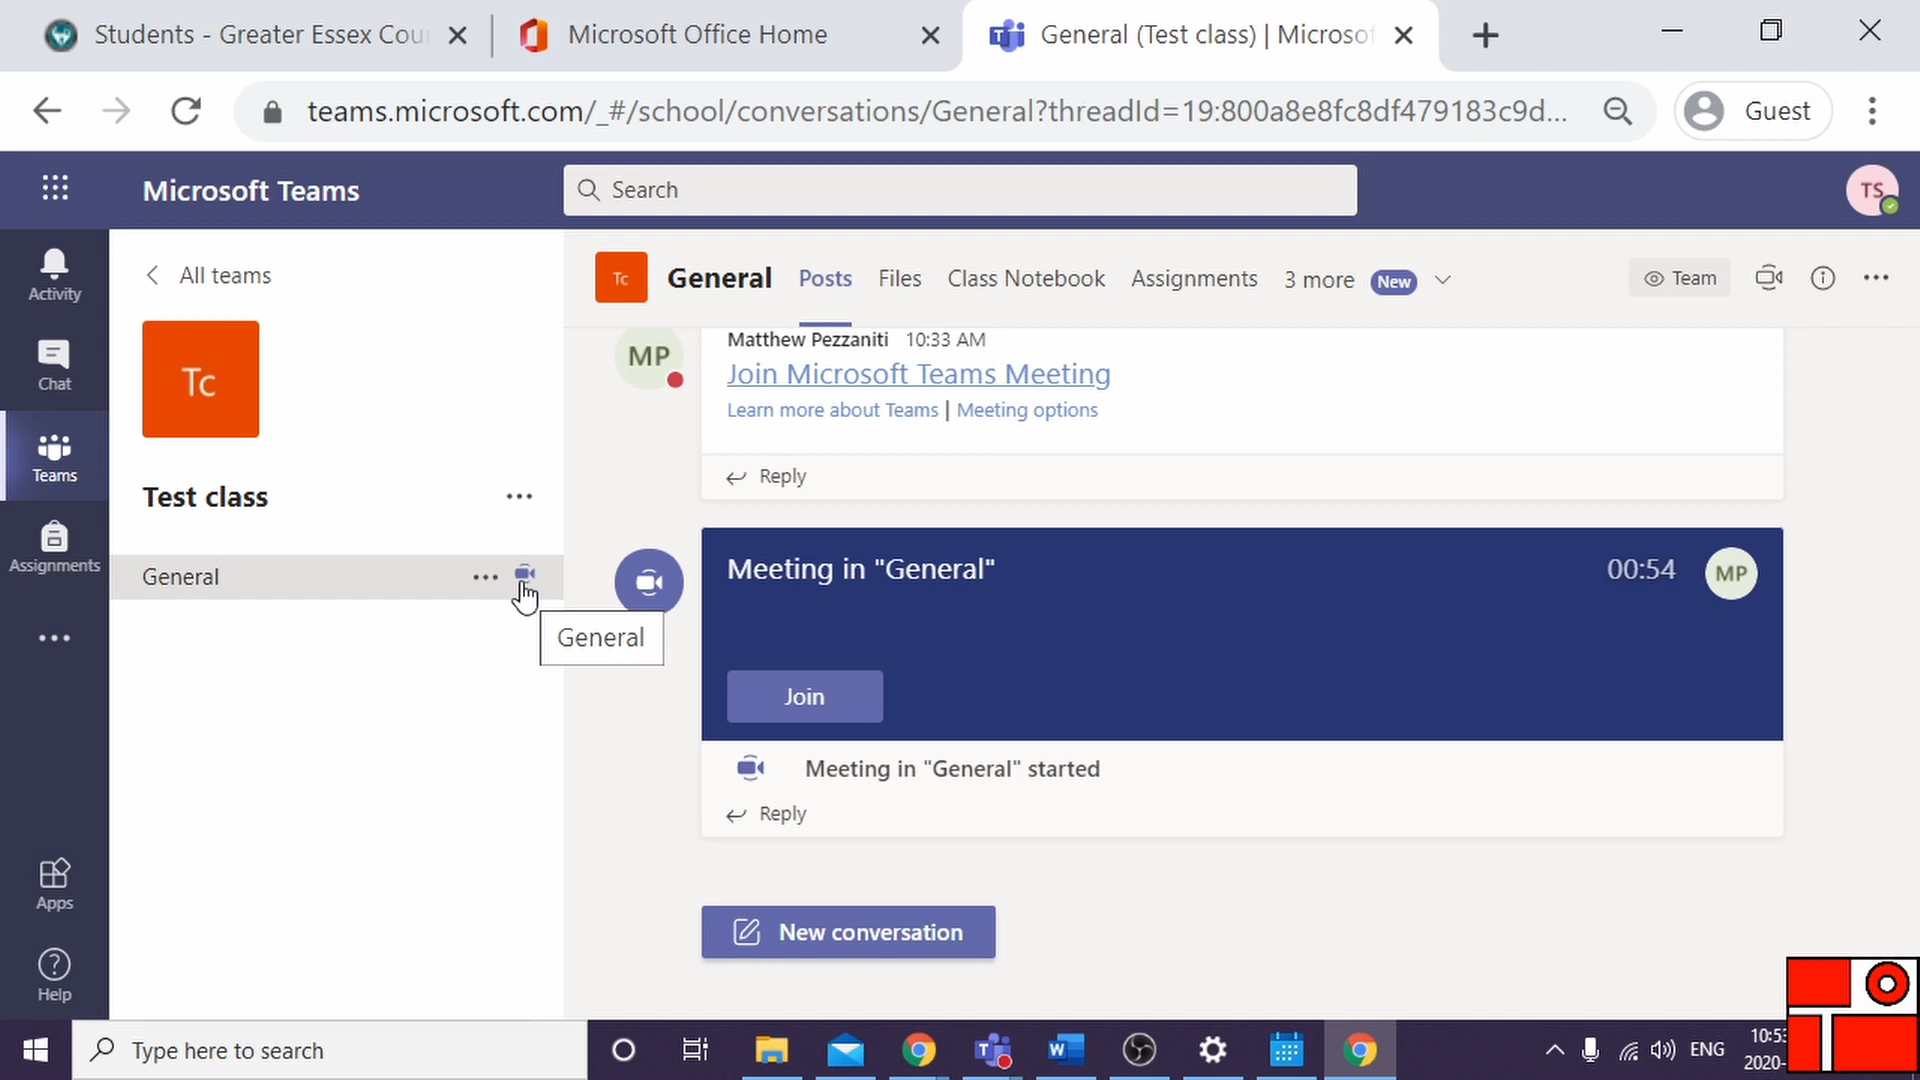 Students - Greater Essex Cou
Microsoft Office Home
General (Test class) | Microsof
teams.microsoft.com/_#/school/conversations/General?threadId=19:800a8e8fc8df479183c9d...
Guest
Microsoft Teams
Search
TS
Activity
Chat
Teams
Assignments
Apps
Help
All teams
Tc
Test class
General
General
Tc
General
Posts
Files
Class Notebook
Assignments
3 more
New
Team
MP
Matthew Pezzaniti 10:33 AM
Join Microsoft Teams Meeting
Learn more about Teams | Meeting options
Reply
Meeting in "General"
00:54
MP
Join
Meeting in "General" started
Reply
New conversation
Type here to search
ENG
10:53
2020-